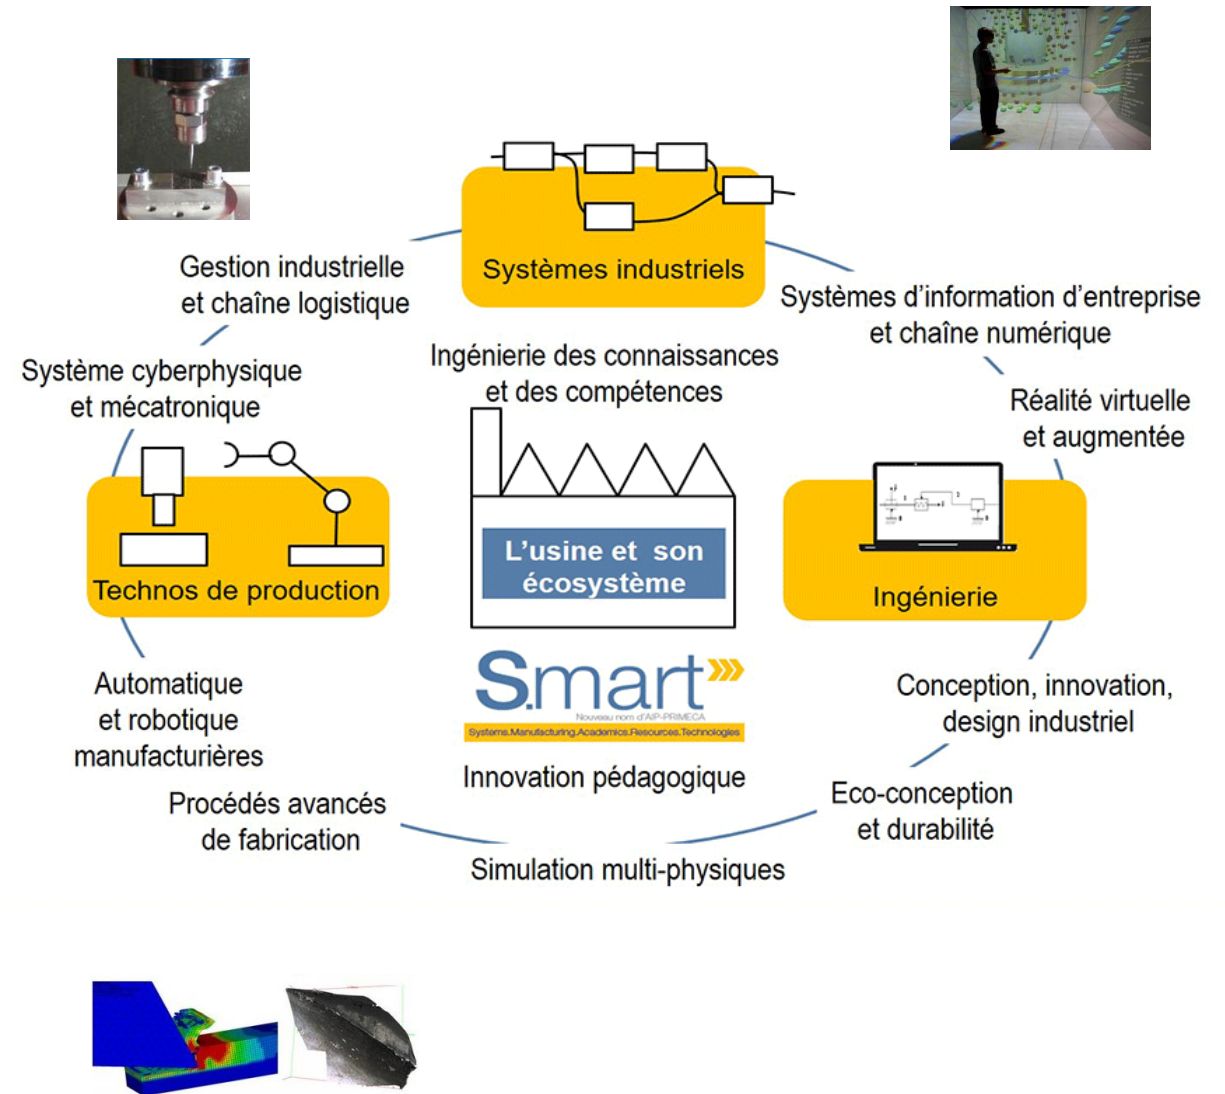 Systèmes industriels
Gestion industrielle
et chaîne logistique
Systèmes d'information d'entreprise
et chaîne numérique
Ingénierie des connaissances
et des compétences
Système cyberphysique
et mécatronique
Réalité virtuelle
et augmentée
L'usine et son
écosystème
Technos de production
Ingénierie
S.mart
Nouveau nom d'AIP-PRIMECA
Systems.Manufacturing.Academics.Resources.Technologies
Innovation pédagogique
Automatique
et robotique
manufacturières
Conception, innovation,
design industriel
Procédés avancés
de fabrication
Eco-conception
et durabilité
Simulation multi-physiques